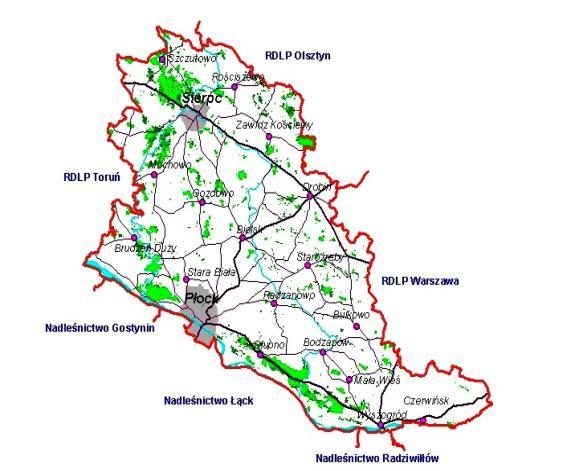 RDLP Olsztyn
Szczutowo
Rościszewo
Sierpc
Zawidz Kościelny
RDLP Toruń
Mochowo
Gozdowo
Drobin
Bielsk
Brudzeń Duży
Staroźreby
Stara Biała
RDLP Warszawa
Płock
Radzanowo
Bulkowo
Nadleśnictwo Gostynin
Słupno
Bodzanów
Mała Wieś
Nadleśnictwo Łąck
Czerwińsk
Wyszogród
Nadleśnictwo Radziwiłłów